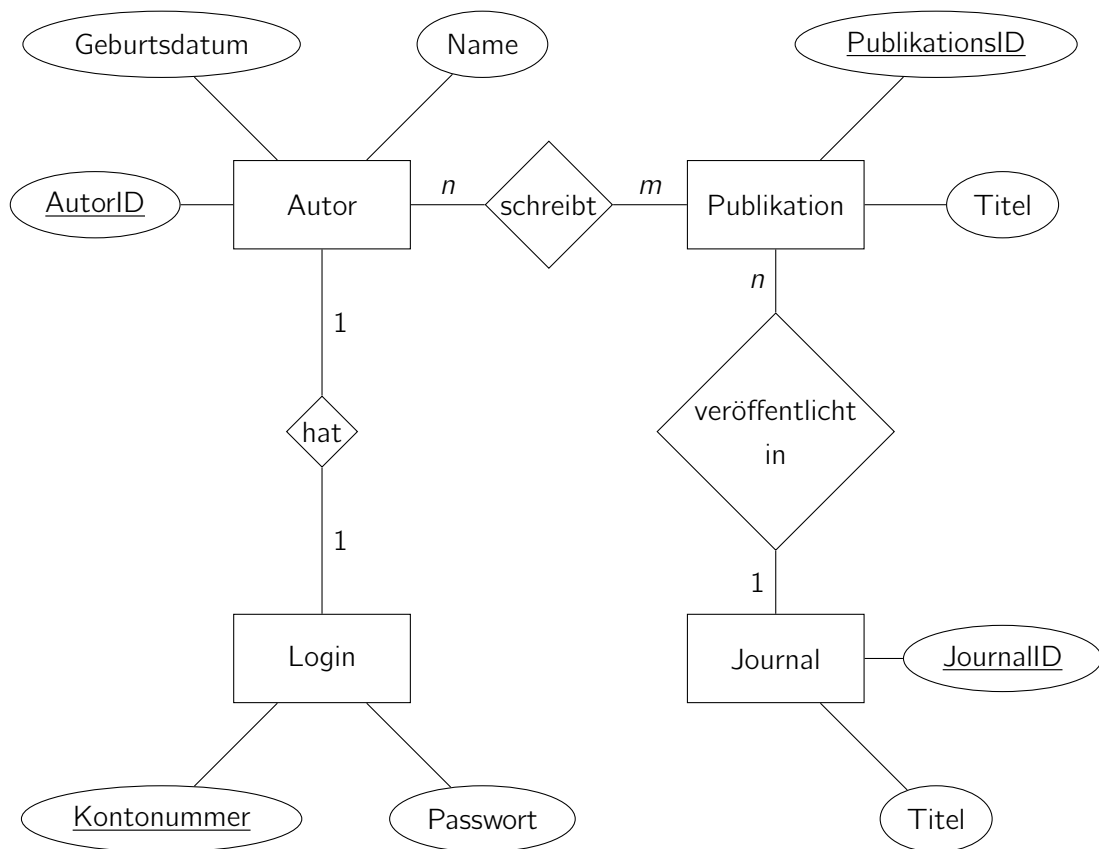 Geburtsdatum
Name
PublikationsID
AutorID
Autor
n
schreibt
m
Publikation
Titel
n
1
veröffentlicht
in
hat
1
1
Login
Journal
JournalID
Kontonummer
Passwort
Titel